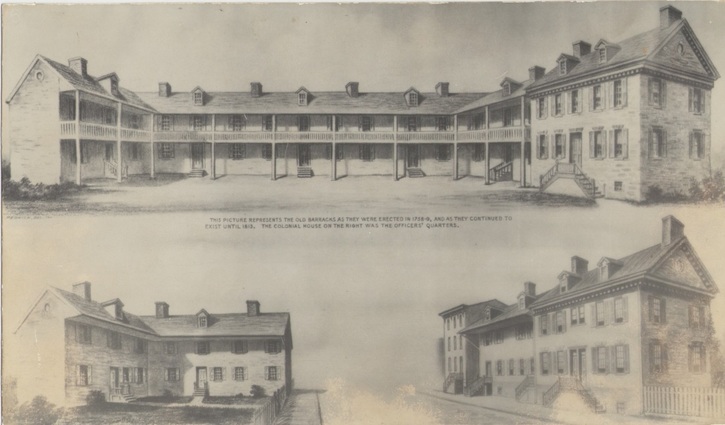 THIS PICTURE REPRESENTS THE OLD BARRACKS AS THEY WERE ERECTED IN 1758-9, AND AS THEY CONTINUED TO
EXIST UNTIL 1813. THE COLONIAL HOUSE ON THE RIGHT WAS THE OFFICERS' QUARTERS.